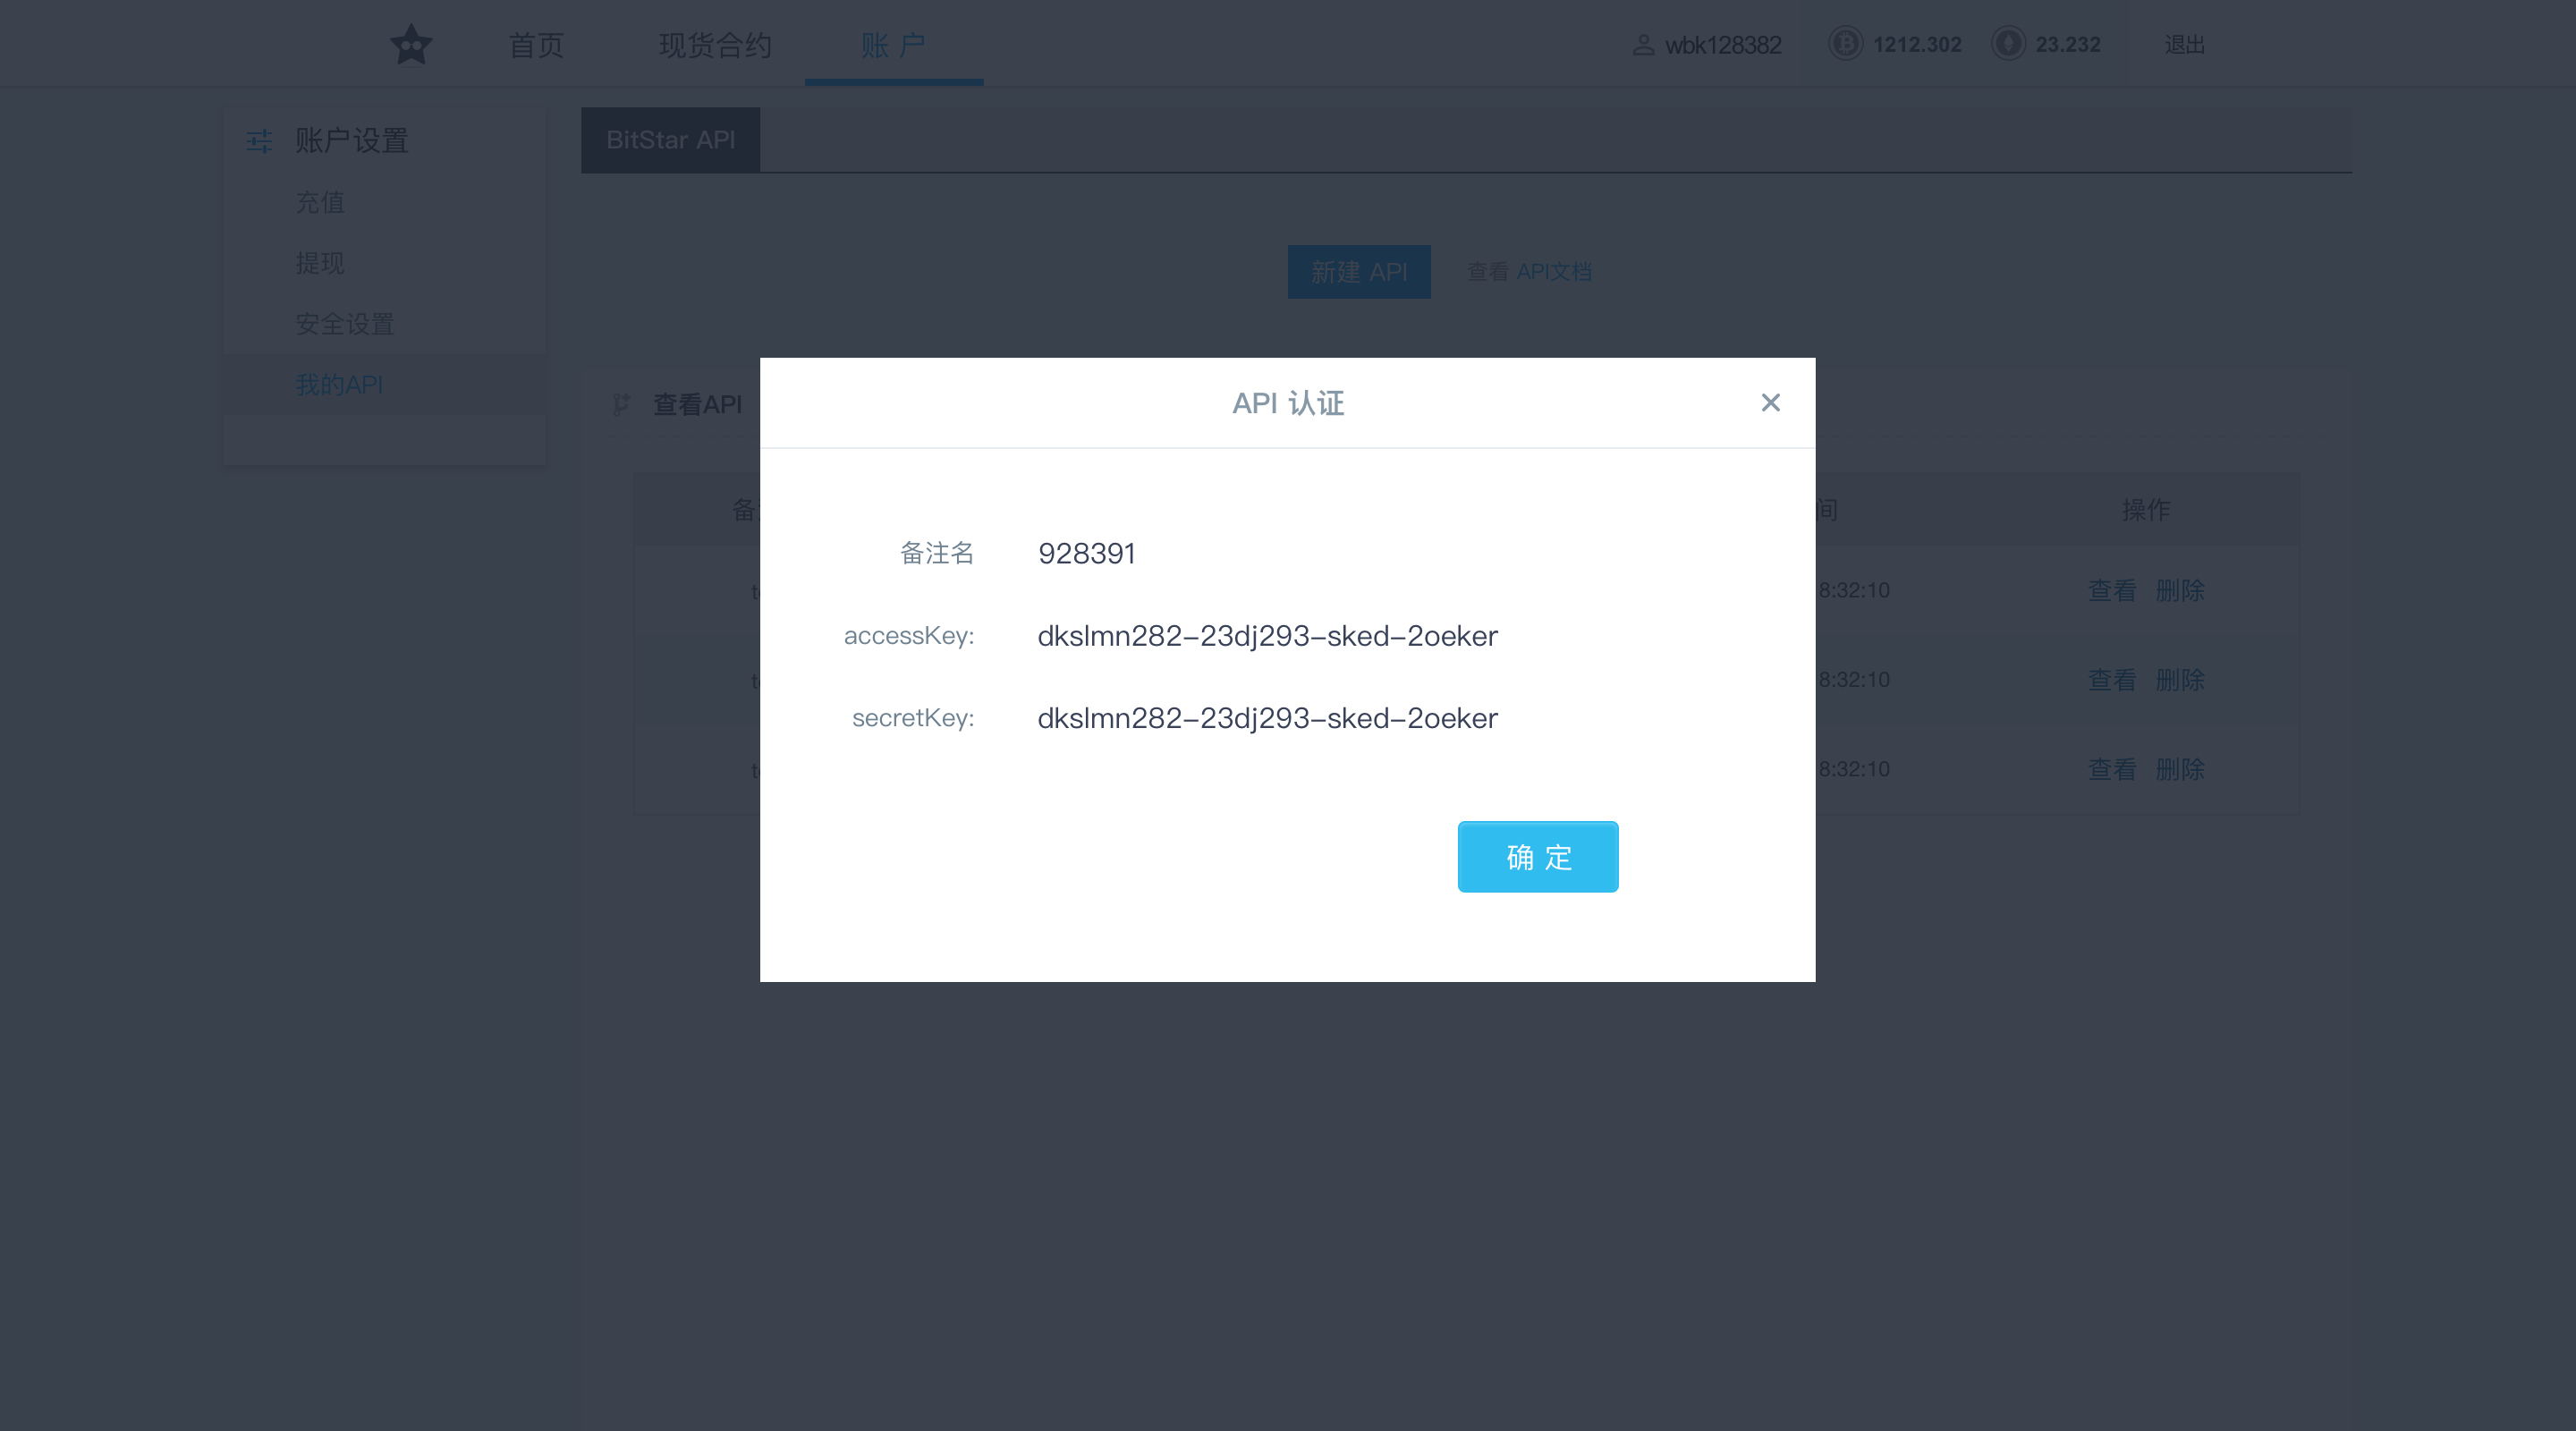 首页 现货合约 账 户 wbk128382 1212.302 23.232 退出
账户设置
充值
提现
安全设置
我的API
BitStar API
新建 API 查看 API文档
查看API
API 认证
备注名 928391
accessKey: dkslmn282-23dj293-sked-2oeker
secretKey: dkslmn282-23dj293-sked-2oeker
确 定
备 间 操作
8:32:10 查看 删除
8:32:10 查看 删除
8:32:10 查看 删除